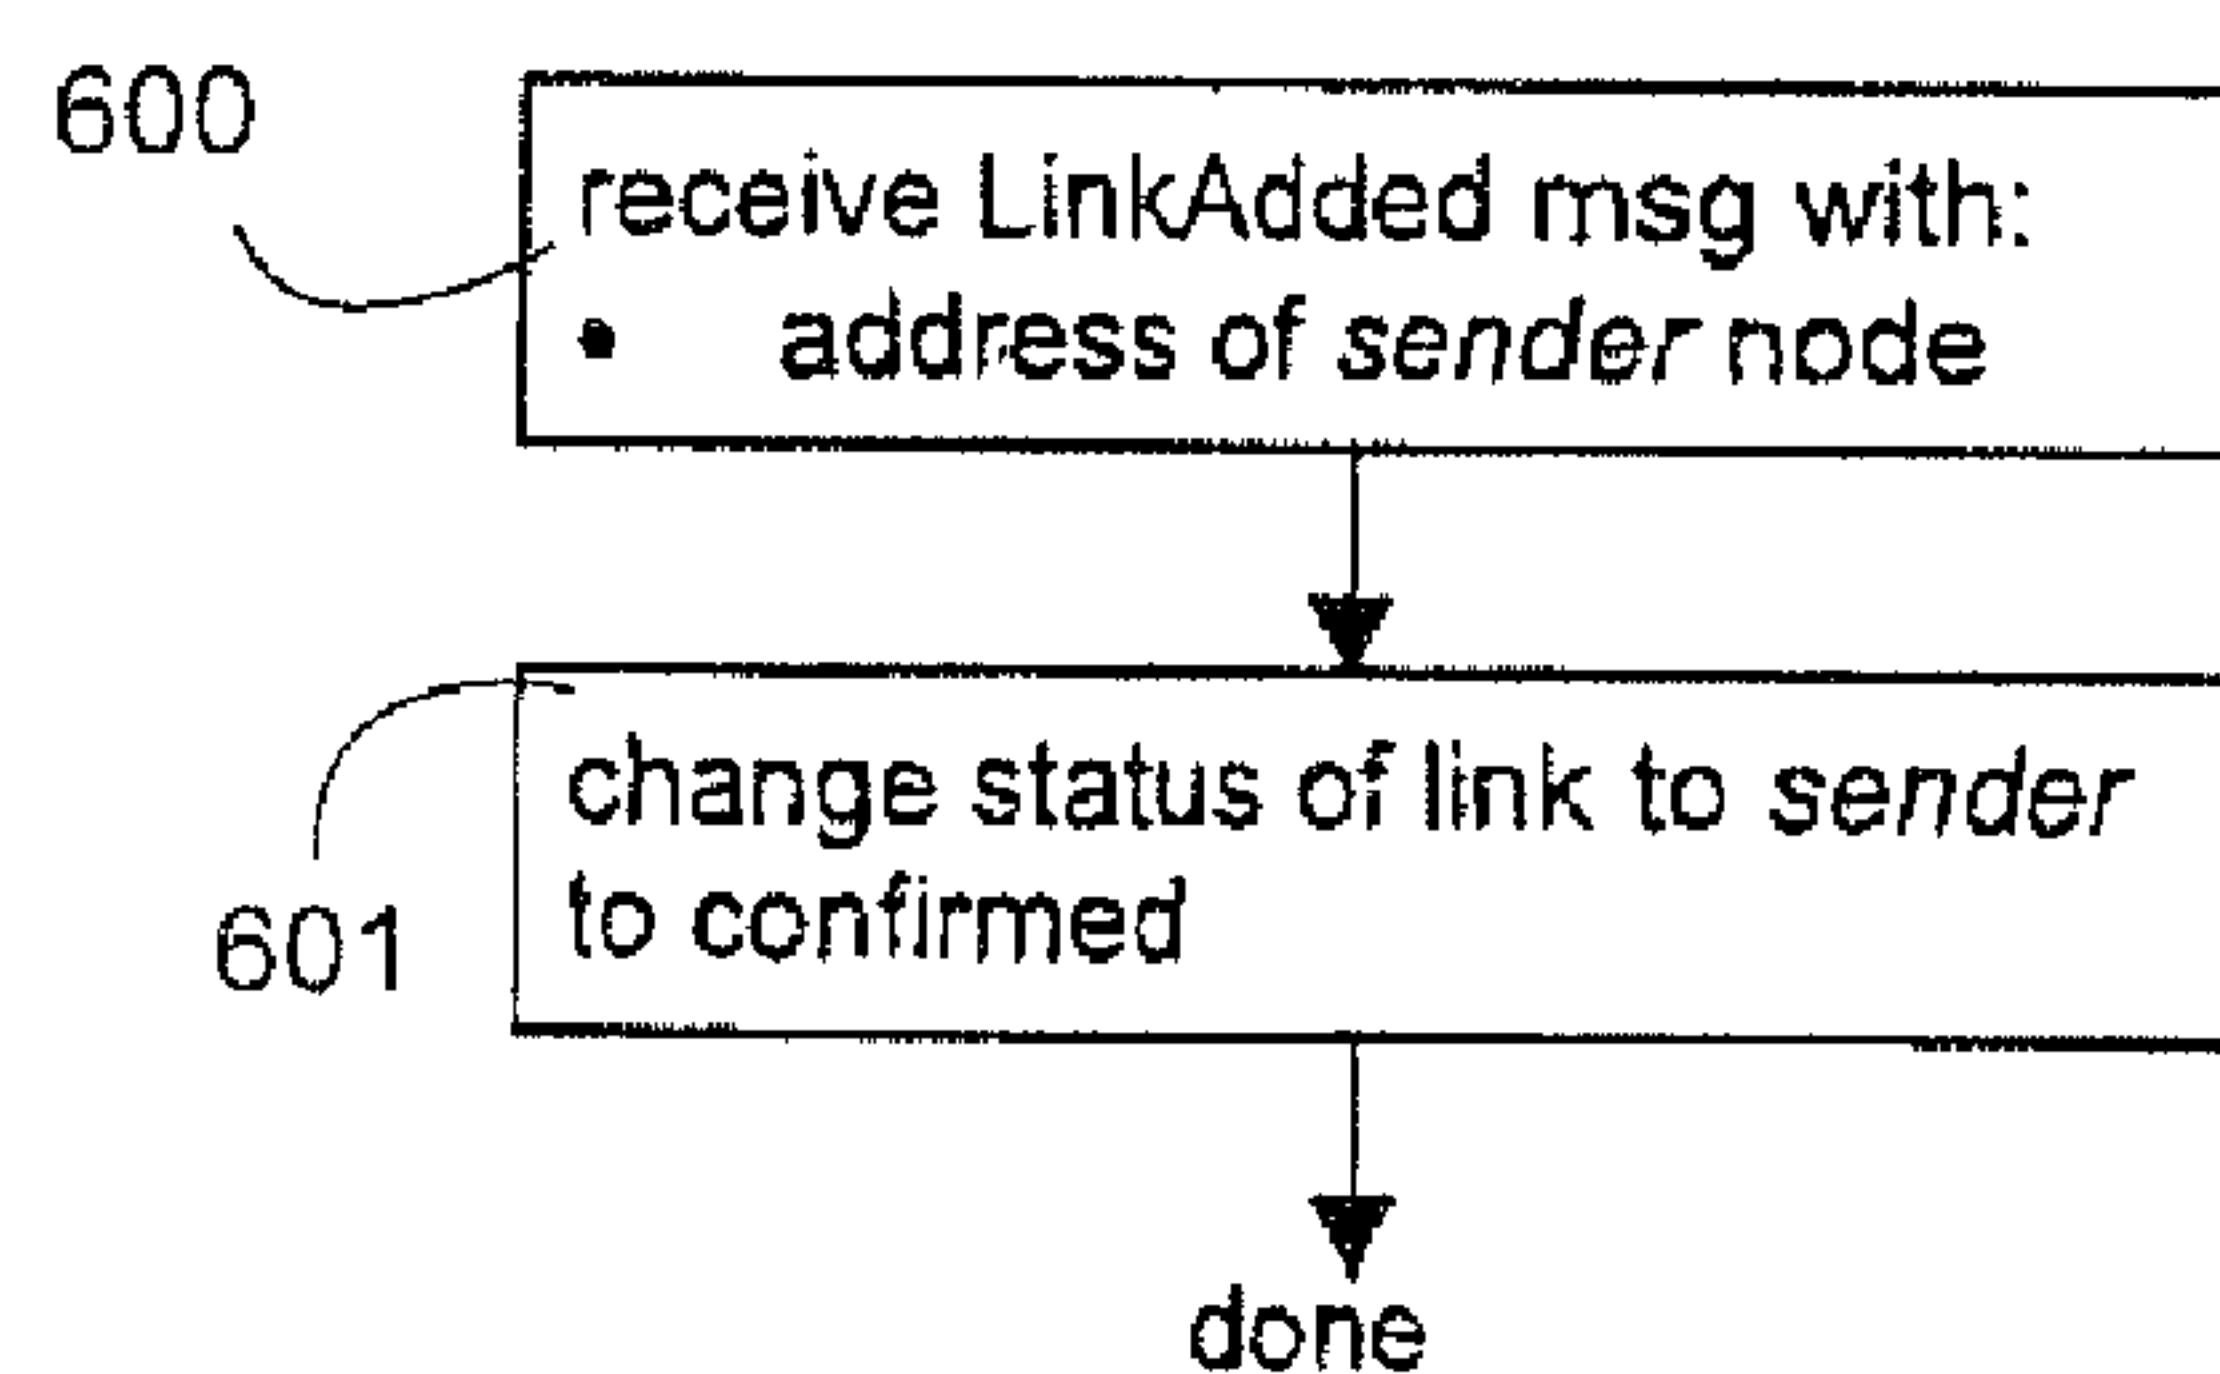 600
receive LinkAdded msg with:
• address of sender node
change status of link to sender
to confirmed
601
done